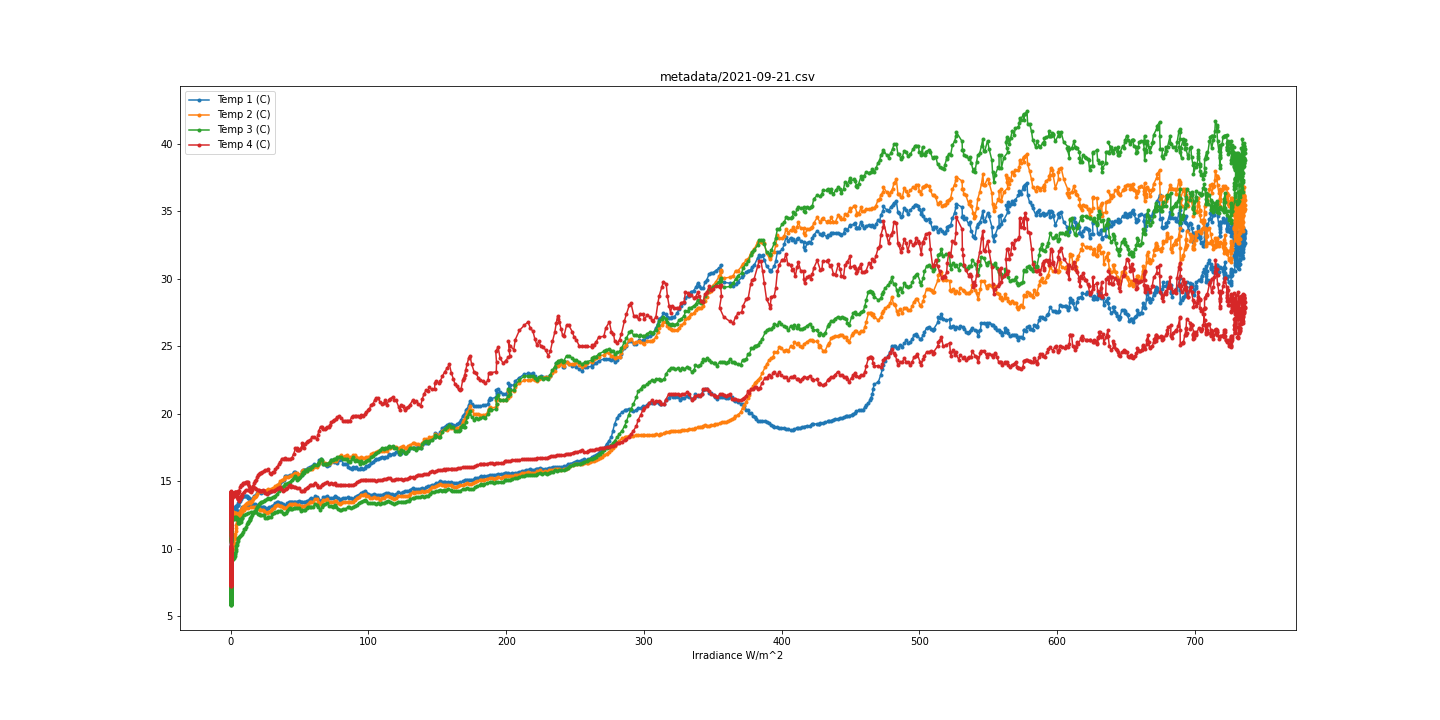 metadata/2021-09-21.csv
Temp 1 (C)
Temp 2 (C)
Temp 3 (C)
Temp 4 (C)
40
35
30
25
20
15
10
5
0 100 200 300 400 500 600 700
Irradiance W/m^2